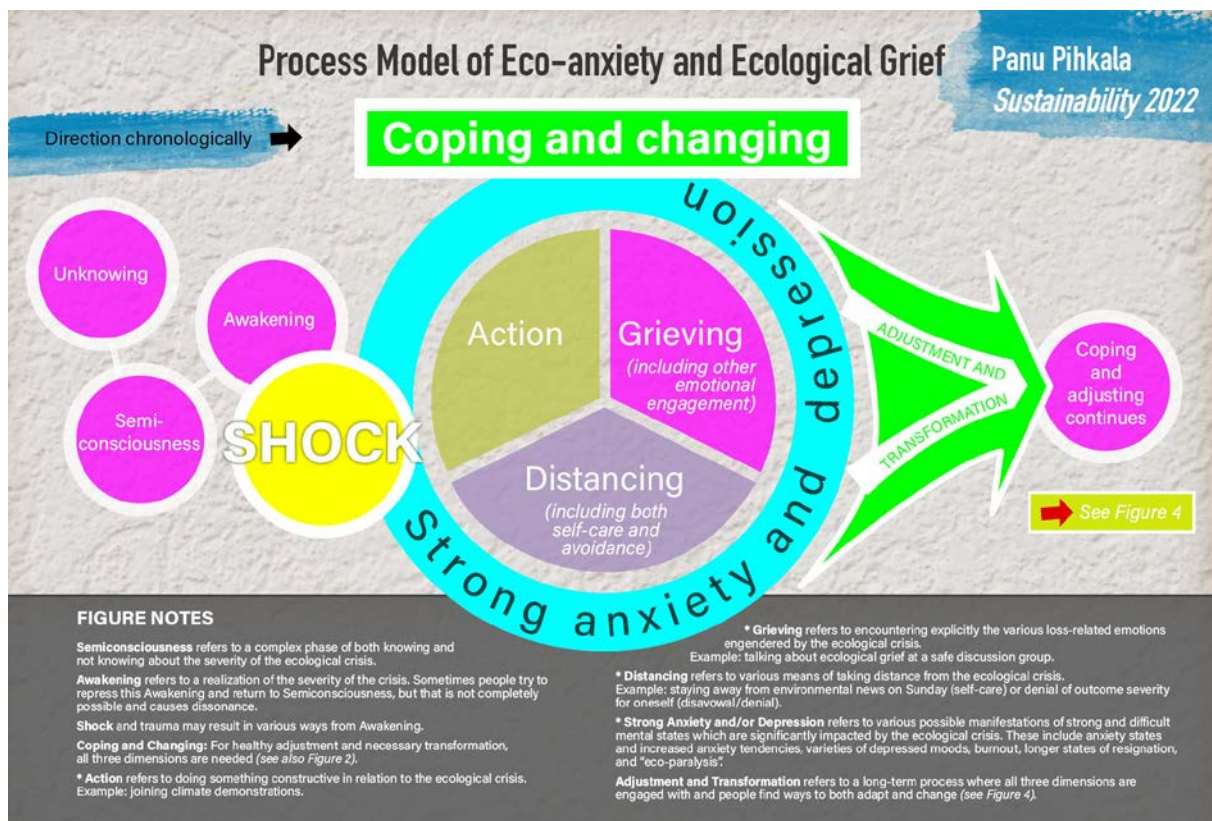 Process Model of Eco-anxiety and Ecological Grief
Panu Pihkala
Sustainability 2022
Direction chronologically
Coping and changing
Unknowing
Awakening
Semi-
consciousness
SHOCK
Action
Grieving
(including other
emotional
engagement)
Distancing
(including both
self-care and
avoidance)
Strong anxiety and depression
ADJUSTMENT AND
TRANSFORMATION
Coping
and
adjusting
continues
See Figure 4
FIGURE NOTES
Semiconsciousness refers to a complex phase of both knowing and
not knowing about the severity of the ecological crisis.
Awakening refers to a realization of the severity of the crisis. Sometimes people try to
repress this Awakening and return to Semiconsciousness, but that is not completely
possible and causes dissonance.
Shock and trauma may result in various ways from Awakening.
Coping and Changing: For healthy adjustment and necessary transformation,
all three dimensions are needed (see also Figure 2).
* Action refers to doing something constructive in relation to the ecological crisis.
Example: joining climate demonstrations.
* Grieving refers to encountering explicitly the various loss-related emotions
engendered by the ecological crisis.
Example: talking about ecological grief at a safe discussion group.
* Distancing refers to various means of taking distance from the ecological crisis.
Example: staying away from environmental news on Sunday (self-care) or denial of outcome severity
for oneself (disavowal/denial).
* Strong Anxiety and/or Depression refers to various possible manifestations of strong and difficult
mental states which are significantly impacted by the ecological crisis. These include anxiety states
and increased anxiety tendencies, varieties of depressed moods, burnout, longer states of resignation,
and "eco-paralysis".
Adjustment and Transformation refers to a long-term process where all three dimensions are
engaged with and people find ways to both adapt and change (see Figure 4).